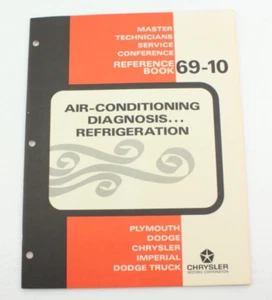 MASTER
TECHNICIANS
SERVICE
CONFERENCE
REFERENCE
BOOK 69-10
AIR-CONDITIONING
DIAGNOSIS...
REFRIGERATION
PLYMOUTH
DODGE
CHRYSLER
IMPERIAL
DODGE TRUCK
CHRYSLER
MOTORS CORPORATION